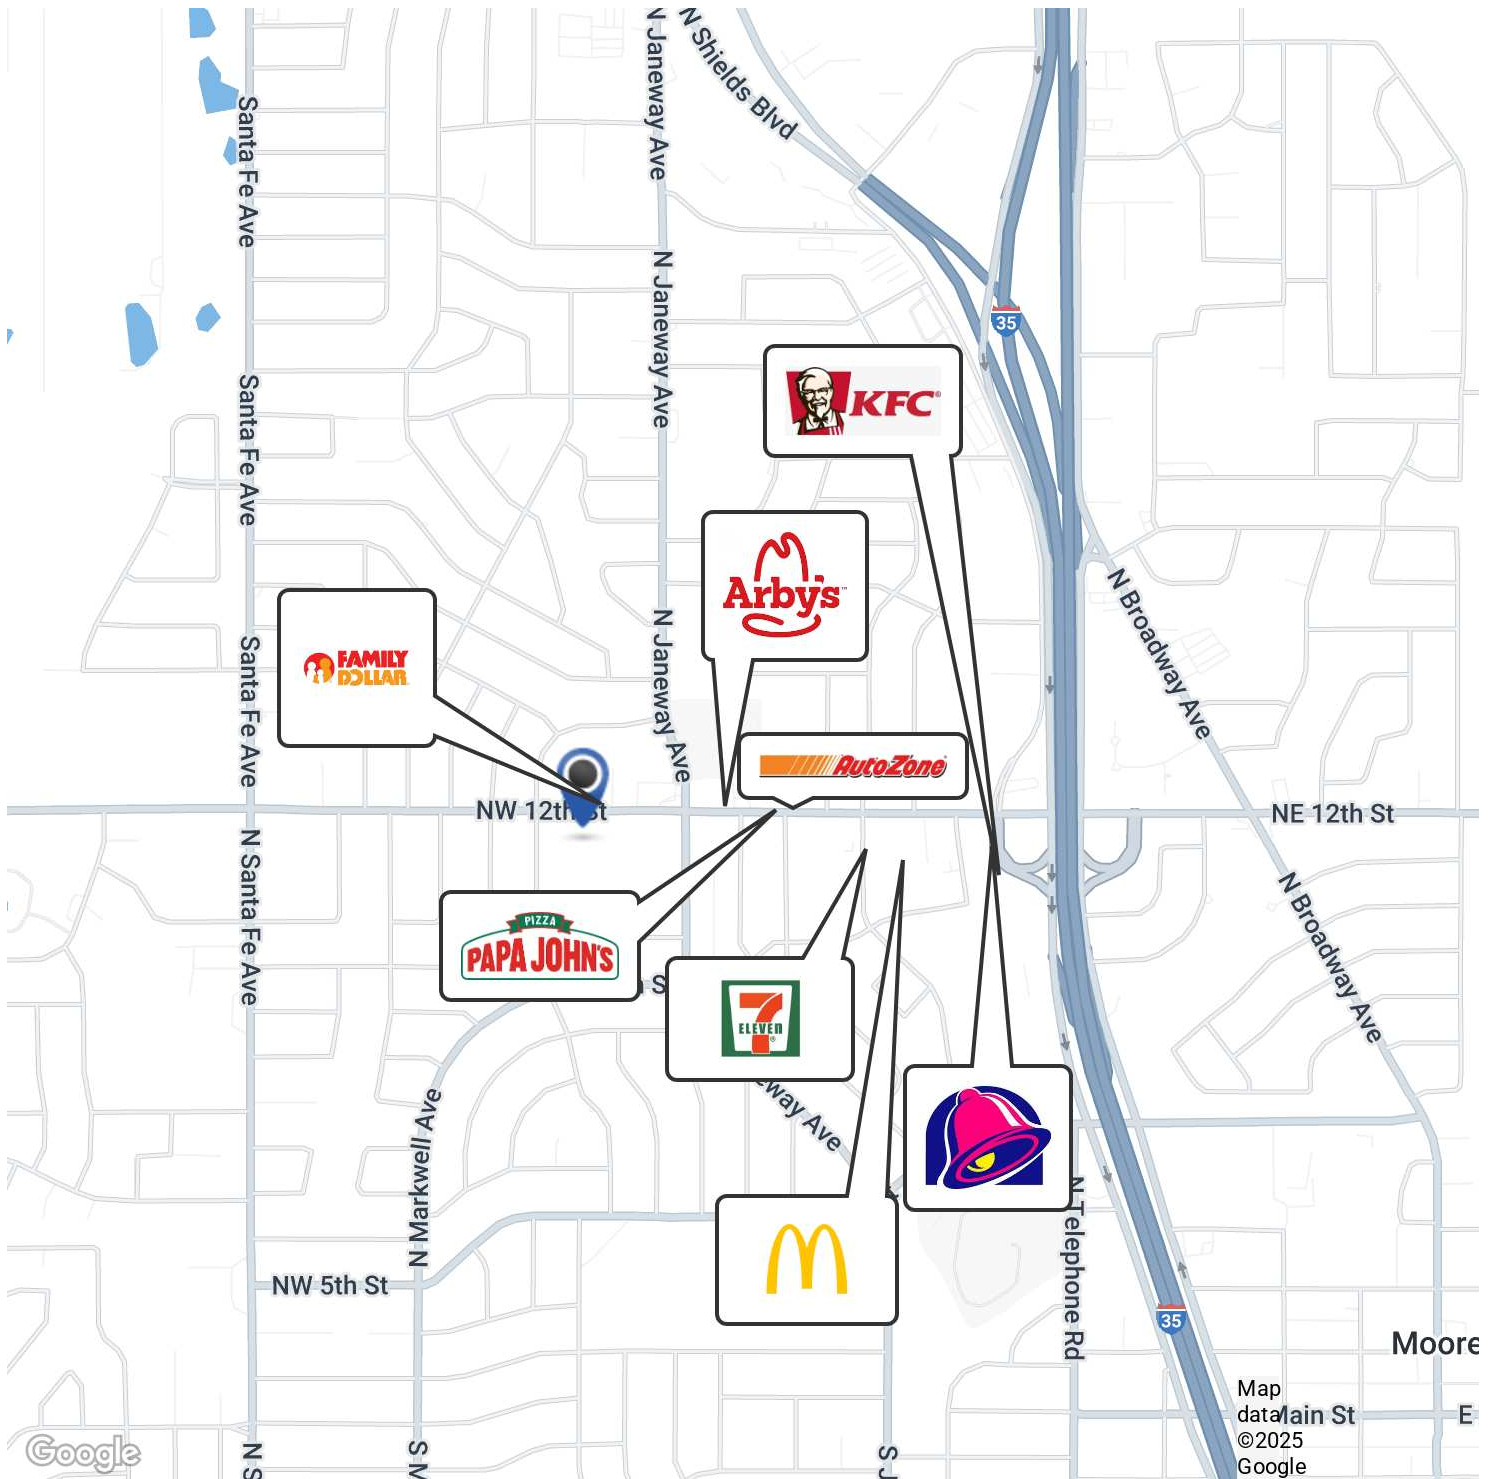 N Janeway Ave
N Shields Blvd
Santa Fe Ave
N Janeway Ave
35
KFC
Santa Fe Ave
Arby's
N Broadway Ave
N Janeway Ave
FAMILY
DOLLAR
Santa Fe Ave
AutoZone
NW 12th St
NE 12th St
N Santa Fe Ave
N Broadway Ave
PIZZA
PAPA JOHN'S
7
ELEVEN
eway Ave
N Markwell Ave
N Telephone Rd
NW 5th St
35
Moore
Map
data
Main St
E
©2025
Google
Google
N S
S M
S J